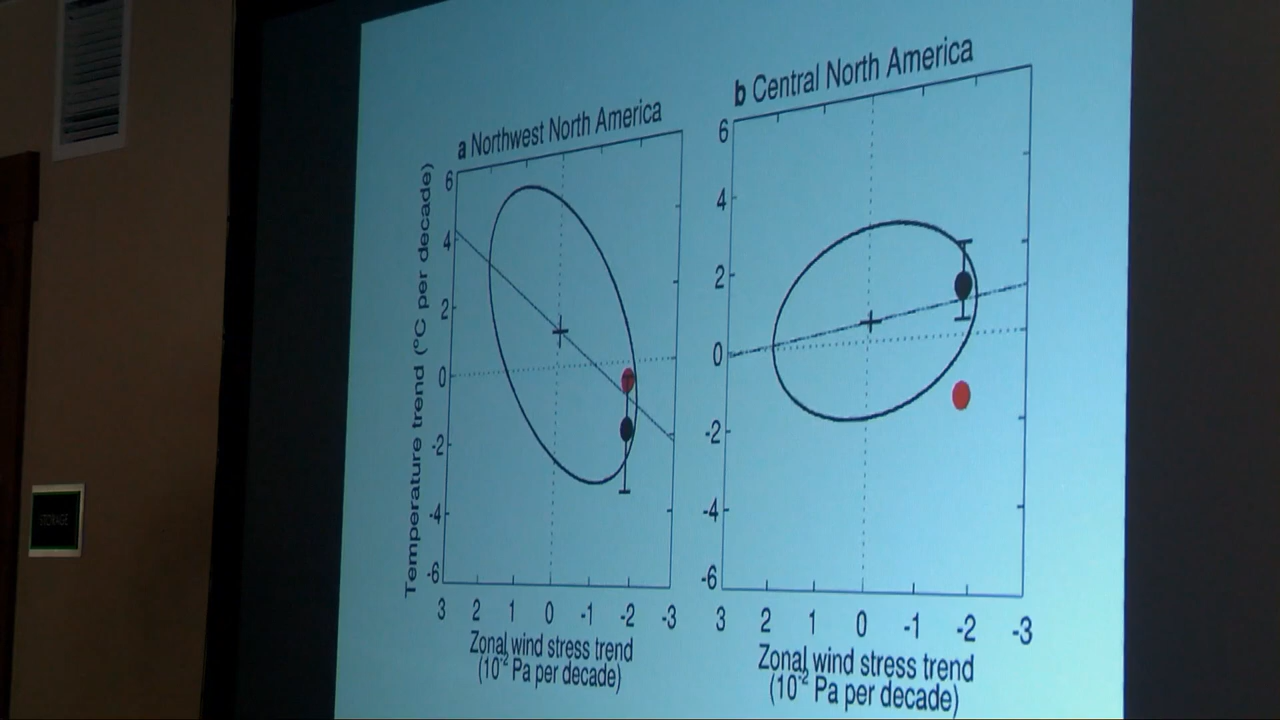 a Northwest North America
b Central North America
Temperature trend (°C per decade)
6
4
2
0
-2
-4
-6
3 2 1 0 -1 -2 -3
Zonal wind stress trend
(10⁻² Pa per decade)
6
4
2
0
-2
-4
-6
3 2 1 0 -1 -2 -3
Zonal wind stress trend
(10⁻² Pa per decade)
STORAGE